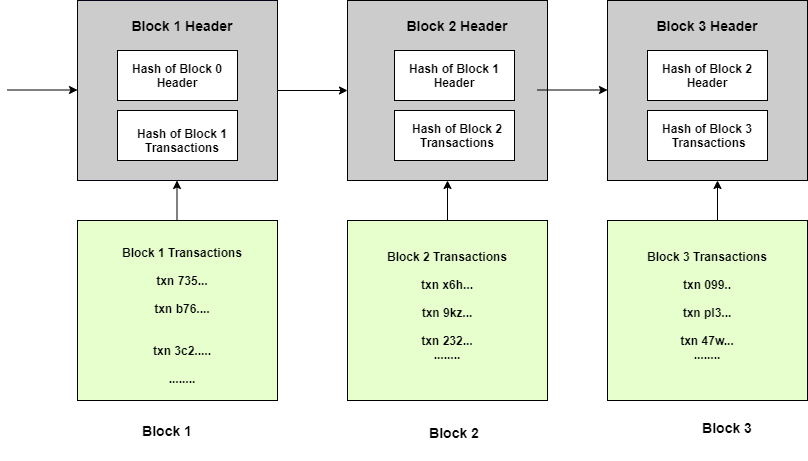 Block 1 Header
Hash of Block 0
Header
Hash of Block 1
Transactions
Block 2 Header
Hash of Block 1
Header
Hash of Block 2
Transactions
Block 3 Header
Hash of Block 2
Header
Hash of Block 3
Transactions
Block 1 Transactions
txn 735...
txn b76....
txn 3c2.....
........
Block 2 Transactions
txn x6h...
txn 9kz...
txn 232...
........
Block 3 Transactions
txn 099..
txn pl3...
txn 47w...
........
Block 1
Block 2
Block 3